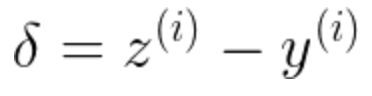 δ = z^(i) − y^(i)